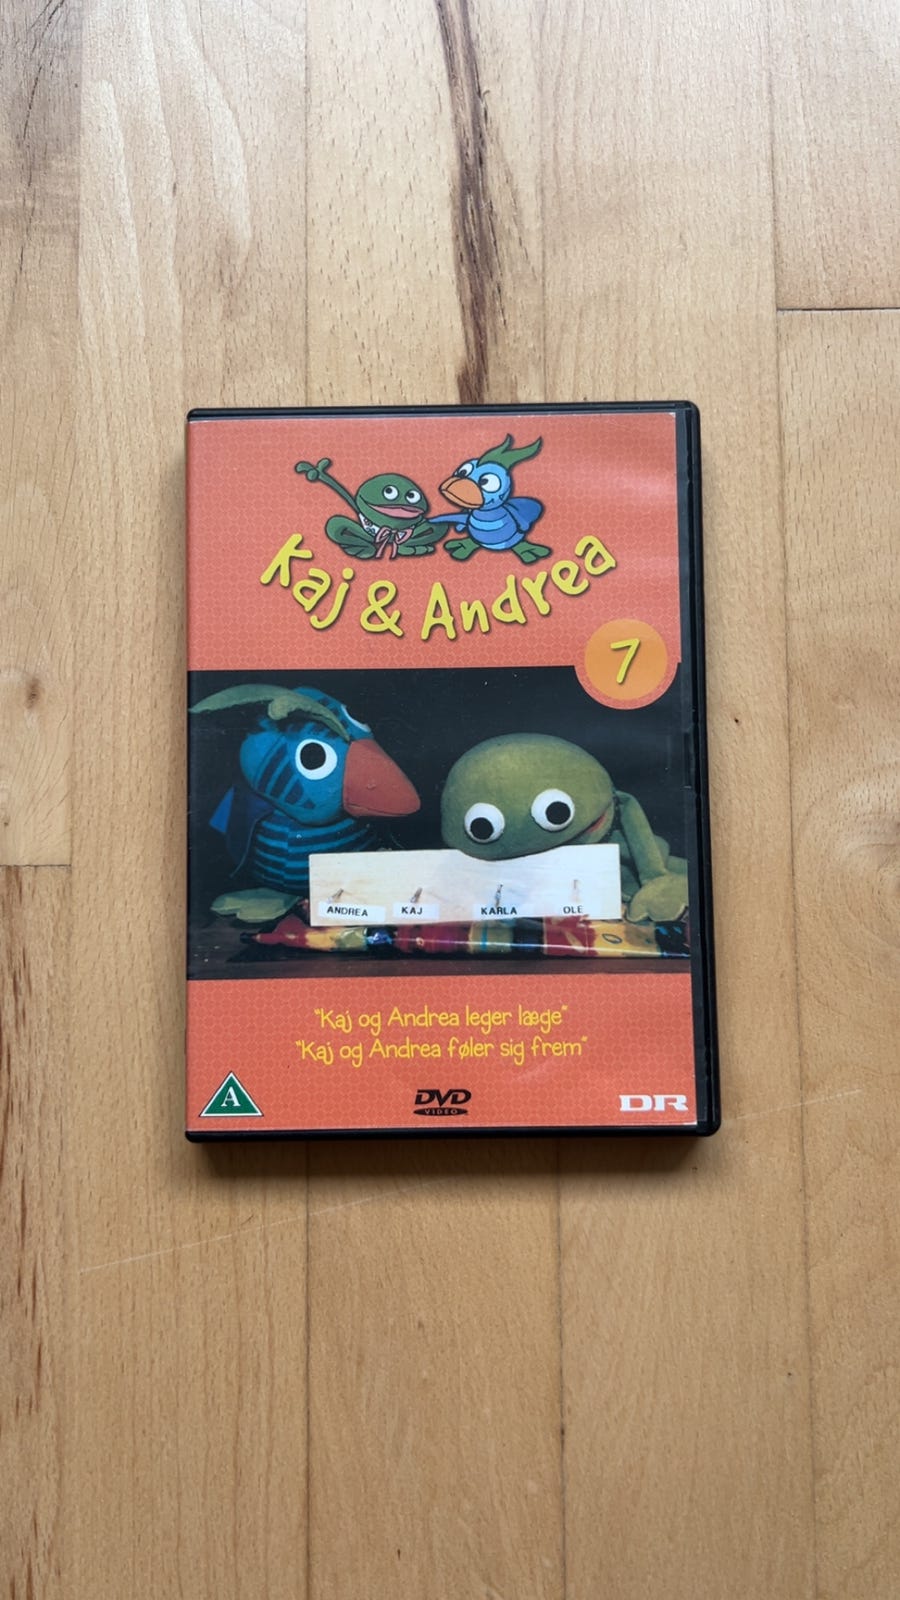 Kaj & Andrea
7
ANDREA KAJ KARLA OLE
"Kaj og Andrea leger læge"
"Kaj og Andrea føler sig frem"
A
DVD
VIDEO
DR